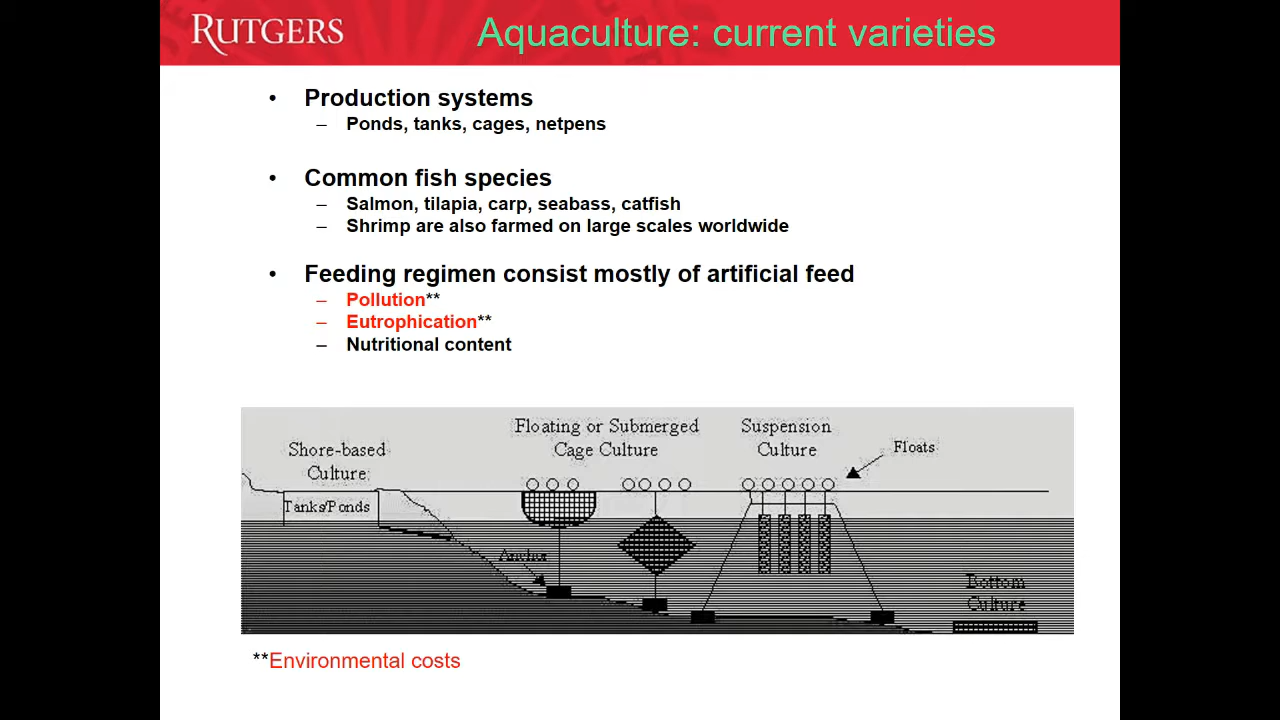 RUTGERS
Aquaculture: current varieties
• Production systems
– Ponds, tanks, cages, netpens
• Common fish species
– Salmon, tilapia, carp, seabass, catfish
– Shrimp are also farmed on large scales worldwide
• Feeding regimen consist mostly of artificial feed
– Pollution**
– Eutrophication**
– Nutritional content
Shore-based
Culture:
Tanks/Ponds
Floating or Submerged
Cage Culture
Suspension
Culture
Floats
Anchor
Bottom
Culture
**Environmental costs